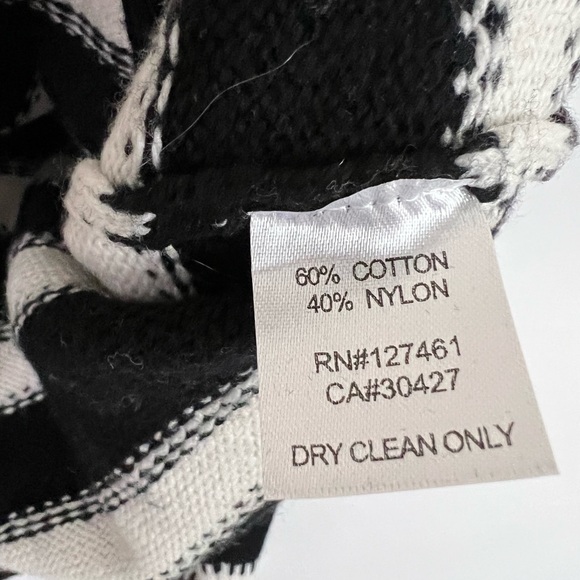 60% COTTON
40% NYLON
RN#127461
CA#30427
DRY CLEAN ONLY